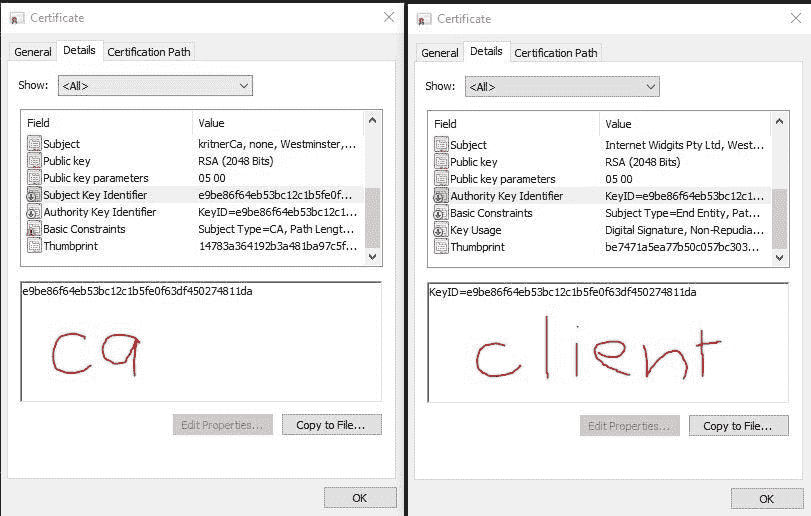 Certificate
General Details Certification Path
Show: <All>
Field Value
Subject kritnerCa, none, Westminster,...
Public key RSA (2048 Bits)
Public key parameters 05 00
Subject Key Identifier e9be86f64eb53bc12c1b5fe0f...
Authority Key Identifier KeyID=e9be86f64eb53bc12c1...
Basic Constraints Subject Type=CA, Path Length...
Thumbprint 14783a364192b3a481ba97c5f...
e9be86f64eb53bc12c1b5fe0f63df450274811da
ca
Edit Properties... Copy to File...
OK
Certificate
General Details Certification Path
Show: <All>
Field Value
Subject Internet Widgits Pty Ltd, West...
Public key RSA (2048 Bits)
Public key parameters 05 00
Authority Key Identifier KeyID=e9be86f64eb53bc12c1...
Basic Constraints Subject Type=End Entity, Pat...
Key Usage Digital Signature, Non-Repudia...
Thumbprint be7471a5ea77b50c057bc303...
KeyID=e9be86f64eb53bc12c1b5fe0f63df450274811da
client
Edit Properties... Copy to File...
OK